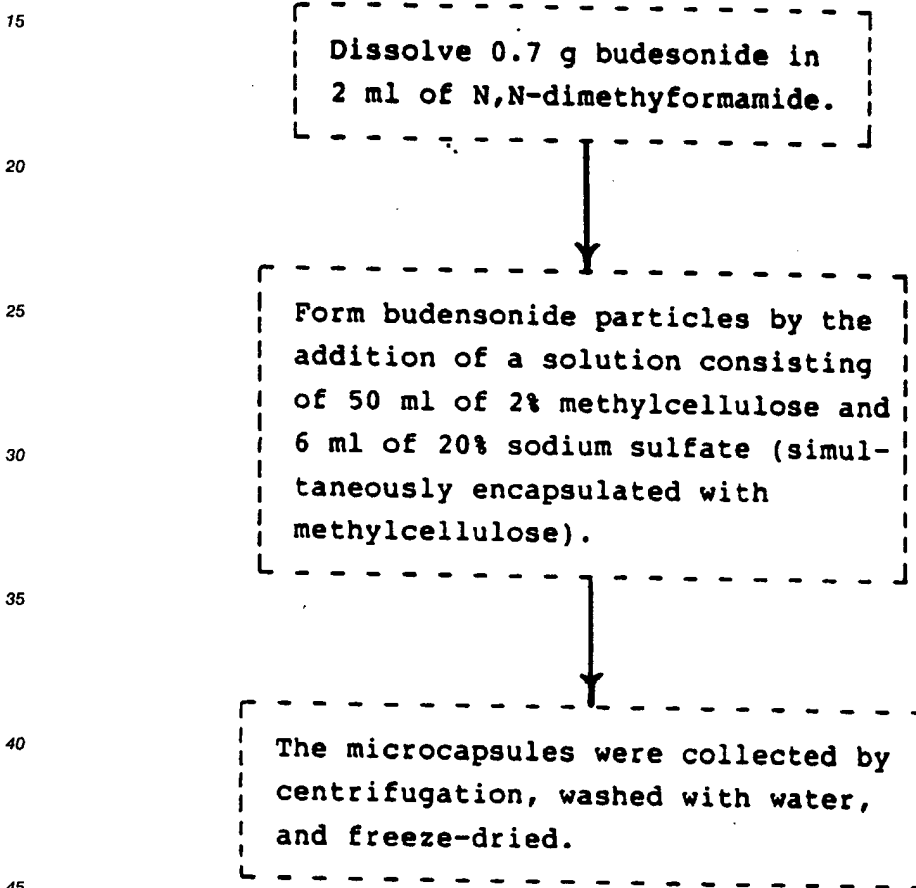 15
Dissolve 0.7 g budesonide in
2 ml of N,N-dimethyformamide.
20
25
Form budensonide particles by the
addition of a solution consisting
of 50 ml of 2% methylcellulose and
30
6 ml of 20% sodium sulfate (simul-
taneously encapsulated with
methylcellulose).
35
40
The microcapsules were collected by
centrifugation, washed with water,
and freeze-dried.
45